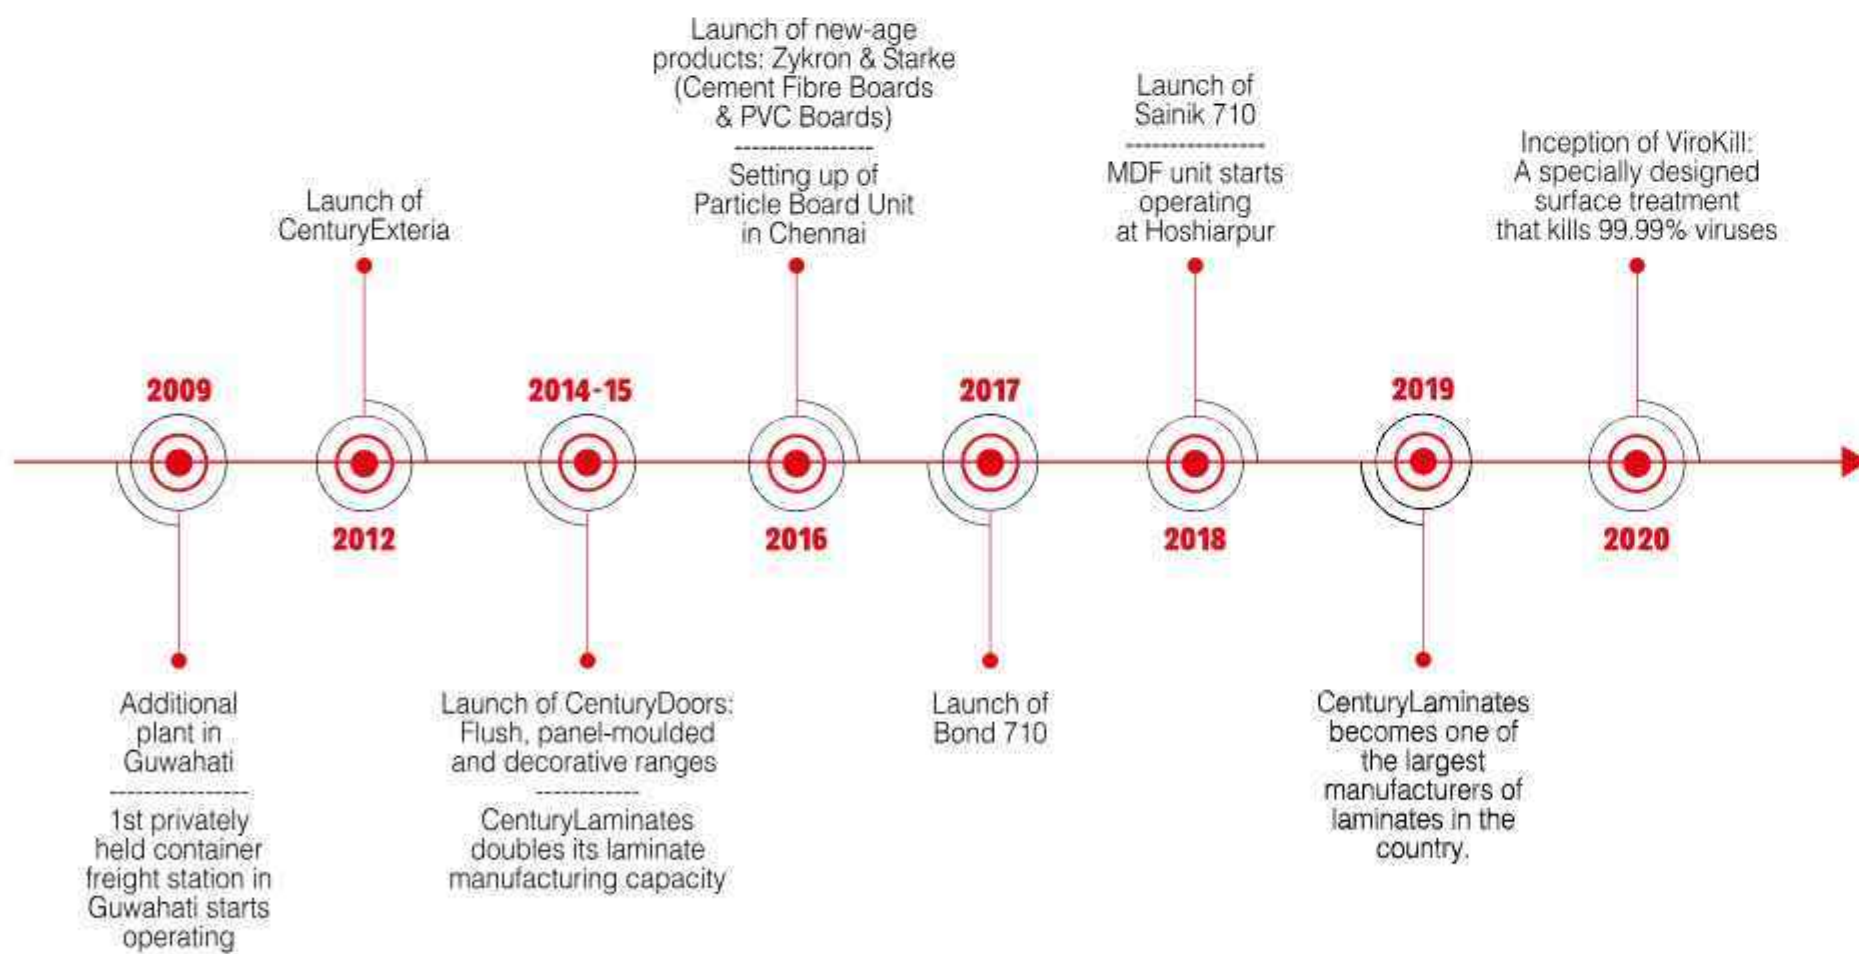 2009
Additional
plant in
Guwahati
----------------
1st privately
held container
freight station in
Guwahati starts
operating
Launch of
CenturyExteria
2012
2014-15
Launch of CenturyDoors:
Flush, panel-moulded
and decorative ranges
------------
CenturyLaminates
doubles its laminate
manufacturing capacity
Launch of new-age
products: Zykron & Starke
(Cement Fibre Boards
& PVC Boards)
----------------
Setting up of
Particle Board Unit
in Chennai
2016
2017
Launch of
Bond 710
Launch of
Sainik 710
----------------
MDF unit starts
operating
at Hoshiarpur
2018
2019
CenturyLaminates
becomes one of
the largest
manufacturers of
laminates in the
country.
Inception of ViroKill:
A specially designed
surface treatment
that kills 99.99% viruses
2020